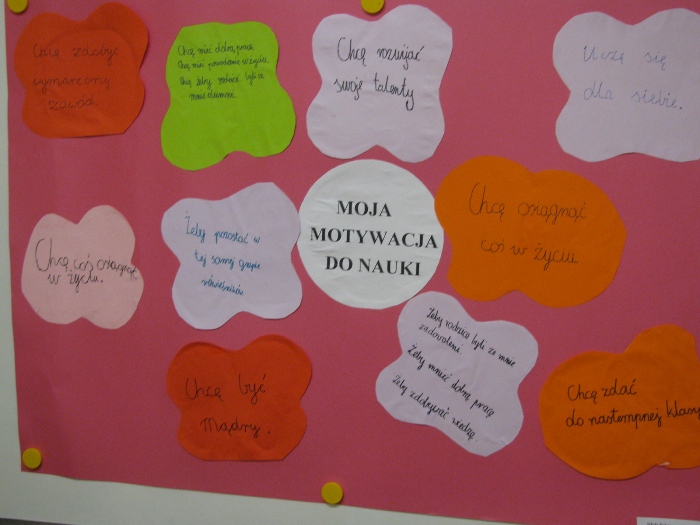 Chcę zdobyć
wymarzony
zawód.
Chcę mieć dobrą pracę
Chcę mieć powodzenie w życiu.
Chcę żeby rodzice byli ze
mnie dumni.
Chcę rozwijać
swoje talenty
Uczę się
dla siebie.
Chcę coś osiągnąć
w życiu.
Żeby pozostać w
tej samej grupie
rówieśników
MOJA
MOTYWACJA
DO NAUKI
Chcę osiągnąć
coś w życiu
Chcę być
mądry.
Żeby rodzice byli ze mnie
zadowoleni.
Żeby mnieć dobrą pracę
Żeby zdobywać wiedzę.
Chcę zdać
do nastempnej klasy